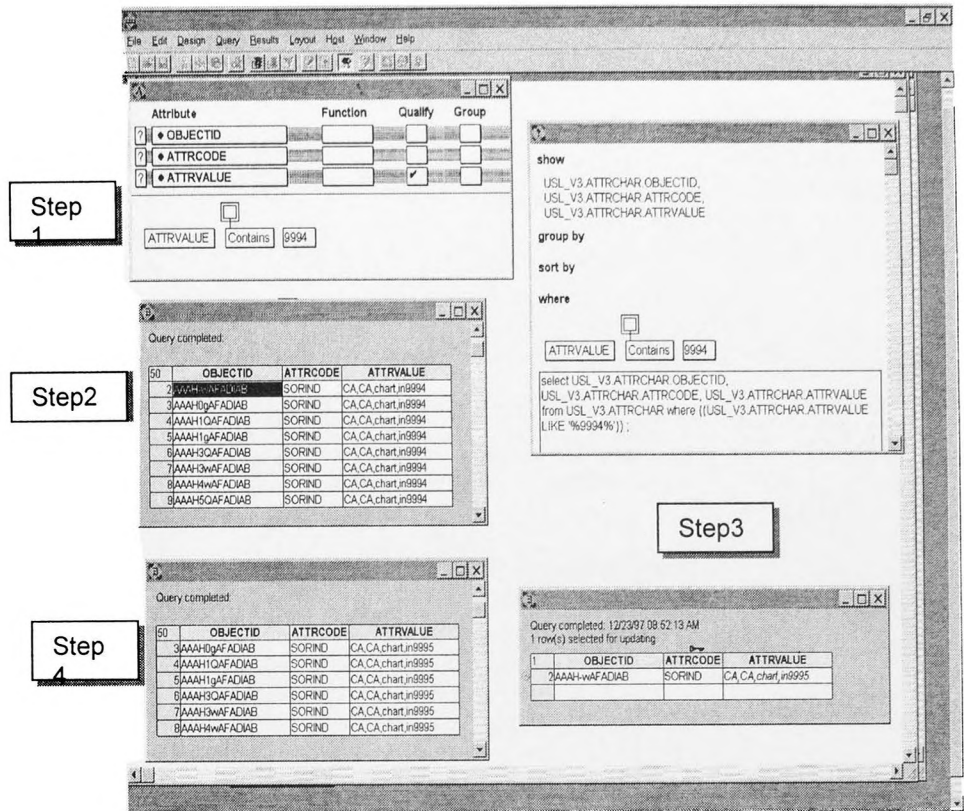 File Edit Design Query Results Layout Host Window Help
Attribute Function Qualify Group
? ♦ OBJECTID
? ♦ ATTRCODE
? ♦ ATTRVALUE
ATTRVALUE Contains 9994
Step
1
show
USL_V3.ATTRCHAR.OBJECTID,
USL_V3.ATTRCHAR.ATTRCODE,
USL_V3.ATTRCHAR.ATTRVALUE
group by
sort by
where
ATTRVALUE Contains 9994
select USL_V3.ATTRCHAR.OBJECTID,
USL_V3.ATTRCHAR.ATTRCODE, USL_V3.ATTRCHAR.ATTRVALUE
from USL_V3.ATTRCHAR where ((USL_V3.ATTRCHAR.ATTRVALUE
LIKE '%9994%')) ;
Step2
Query completed:
50 OBJECTID ATTRCODE ATTRVALUE
2 AAAH-wAFADIAB SORIND CA,CA,chart,in9994
3 AAAH0gAFADIAB SORIND CA,CA,chart,in9994
4 AAAH1QAFADIAB SORIND CA,CA,chart,in9994
5 AAAH1gAFADIAB SORIND CA,CA,chart,in9994
6 AAAH3QAFADIAB SORIND CA,CA,chart,in9994
7 AAAH3wAFADIAB SORIND CA,CA,chart,in9994
8 AAAH4wAFADIAB SORIND CA,CA,chart,in9994
9 AAAH5QAFADIAB SORIND CA,CA,chart,in9994
Step3
Query completed: 12/23/97 08:52:13 AM
1 row(s) selected for updating
1 OBJECTID ATTRCODE ATTRVALUE
2 AAAH-wAFADIAB SORIND CA,CA,chart,in9995
Step
4
Query completed:
50 OBJECTID ATTRCODE ATTRVALUE
3 AAAH0gAFADIAB SORIND CA,CA,chart,in9995
4 AAAH1QAFADIAB SORIND CA,CA,chart,in9995
5 AAAH1gAFADIAB SORIND CA,CA,chart,in9995
6 AAAH3QAFADIAB SORIND CA,CA,chart,in9995
7 AAAH3wAFADIAB SORIND CA,CA,chart,in9995
8 AAAH4wAFADIAB SORIND CA,CA,chart,in9995